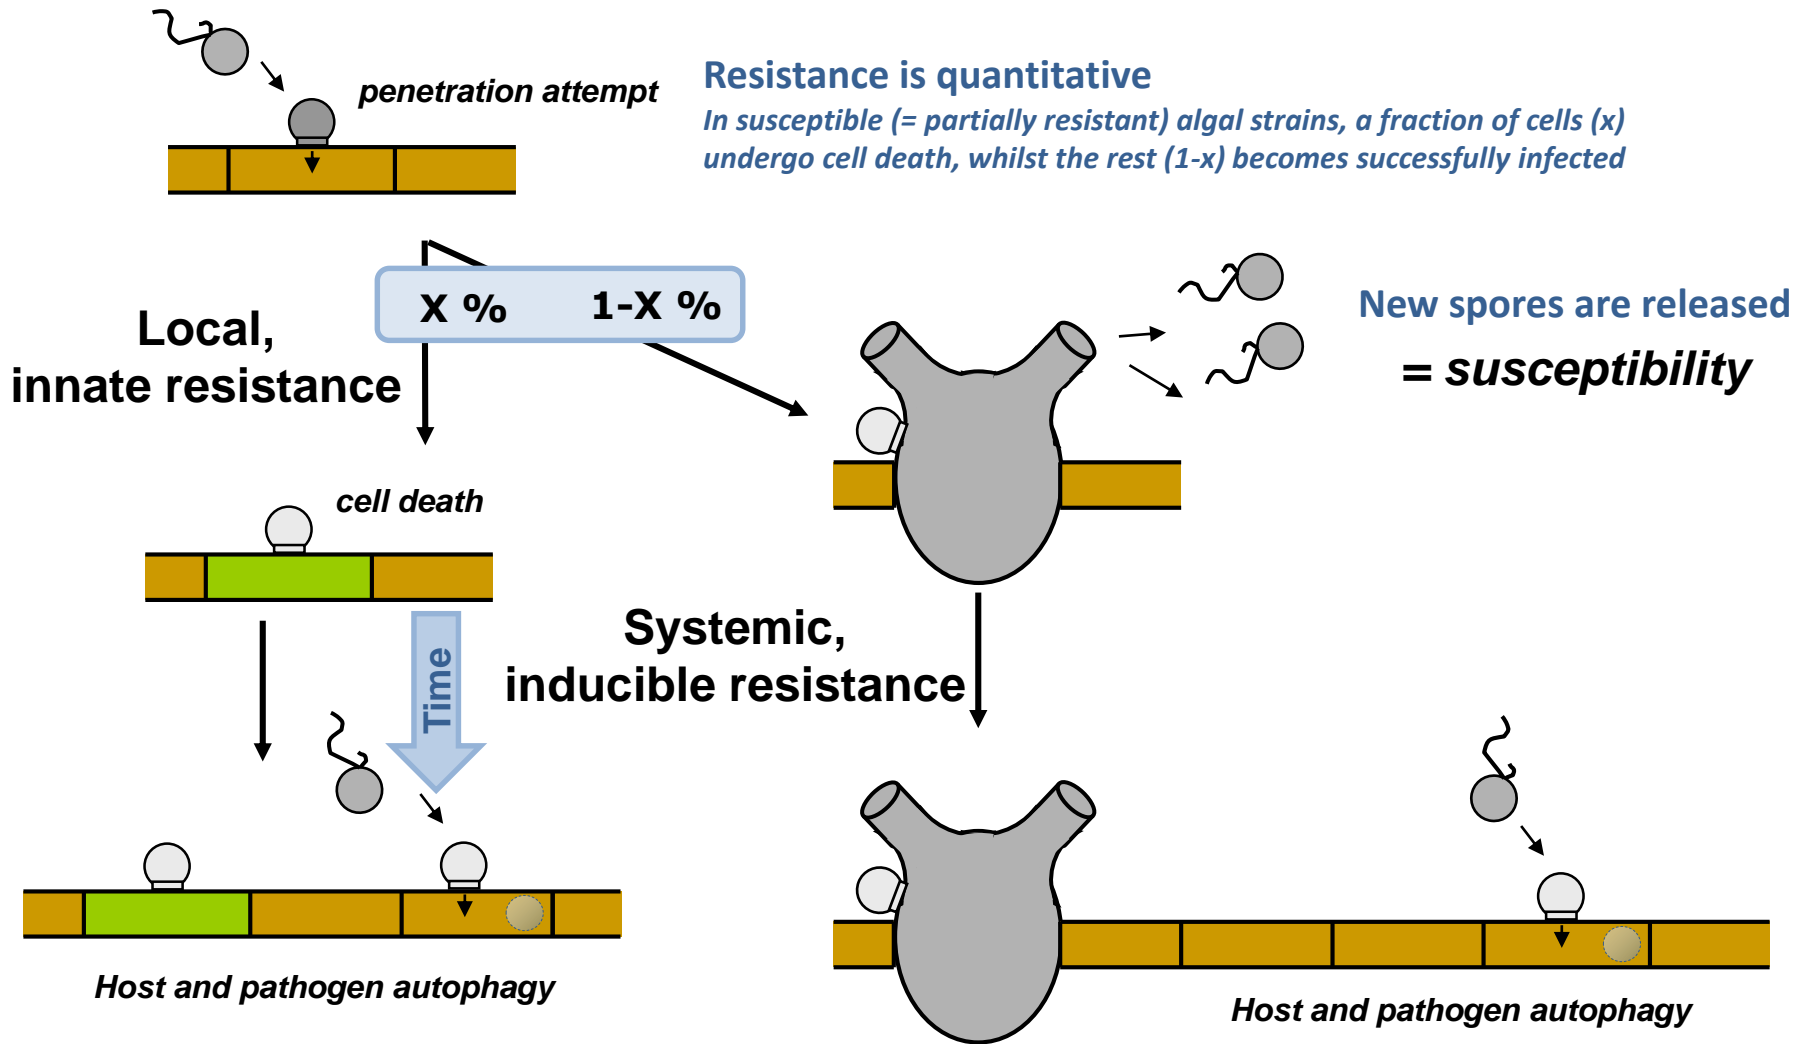 penetration attempt
Resistance is quantitative
In susceptible (= partially resistant) algal strains, a fraction of cells (x)
undergo cell death, whilst the rest (1-x) becomes successfully infected
X %
1-X %
Local,
innate resistance
New spores are released
= susceptibility
cell death
Time
Systemic,
inducible resistance
Host and pathogen autophagy
Host and pathogen autophagy